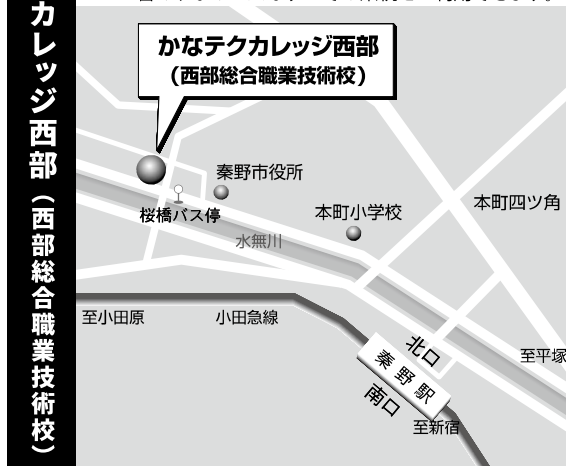 カレッジ西部（西部総合職業技術校）
かなテクカレッジ西部
（西部総合職業技術校）
秦野市役所
桜橋バス停
本町小学校
本町四ツ角
水無川
至小田原
小田急線
北口
秦野駅
南口
至平塚
至新宿